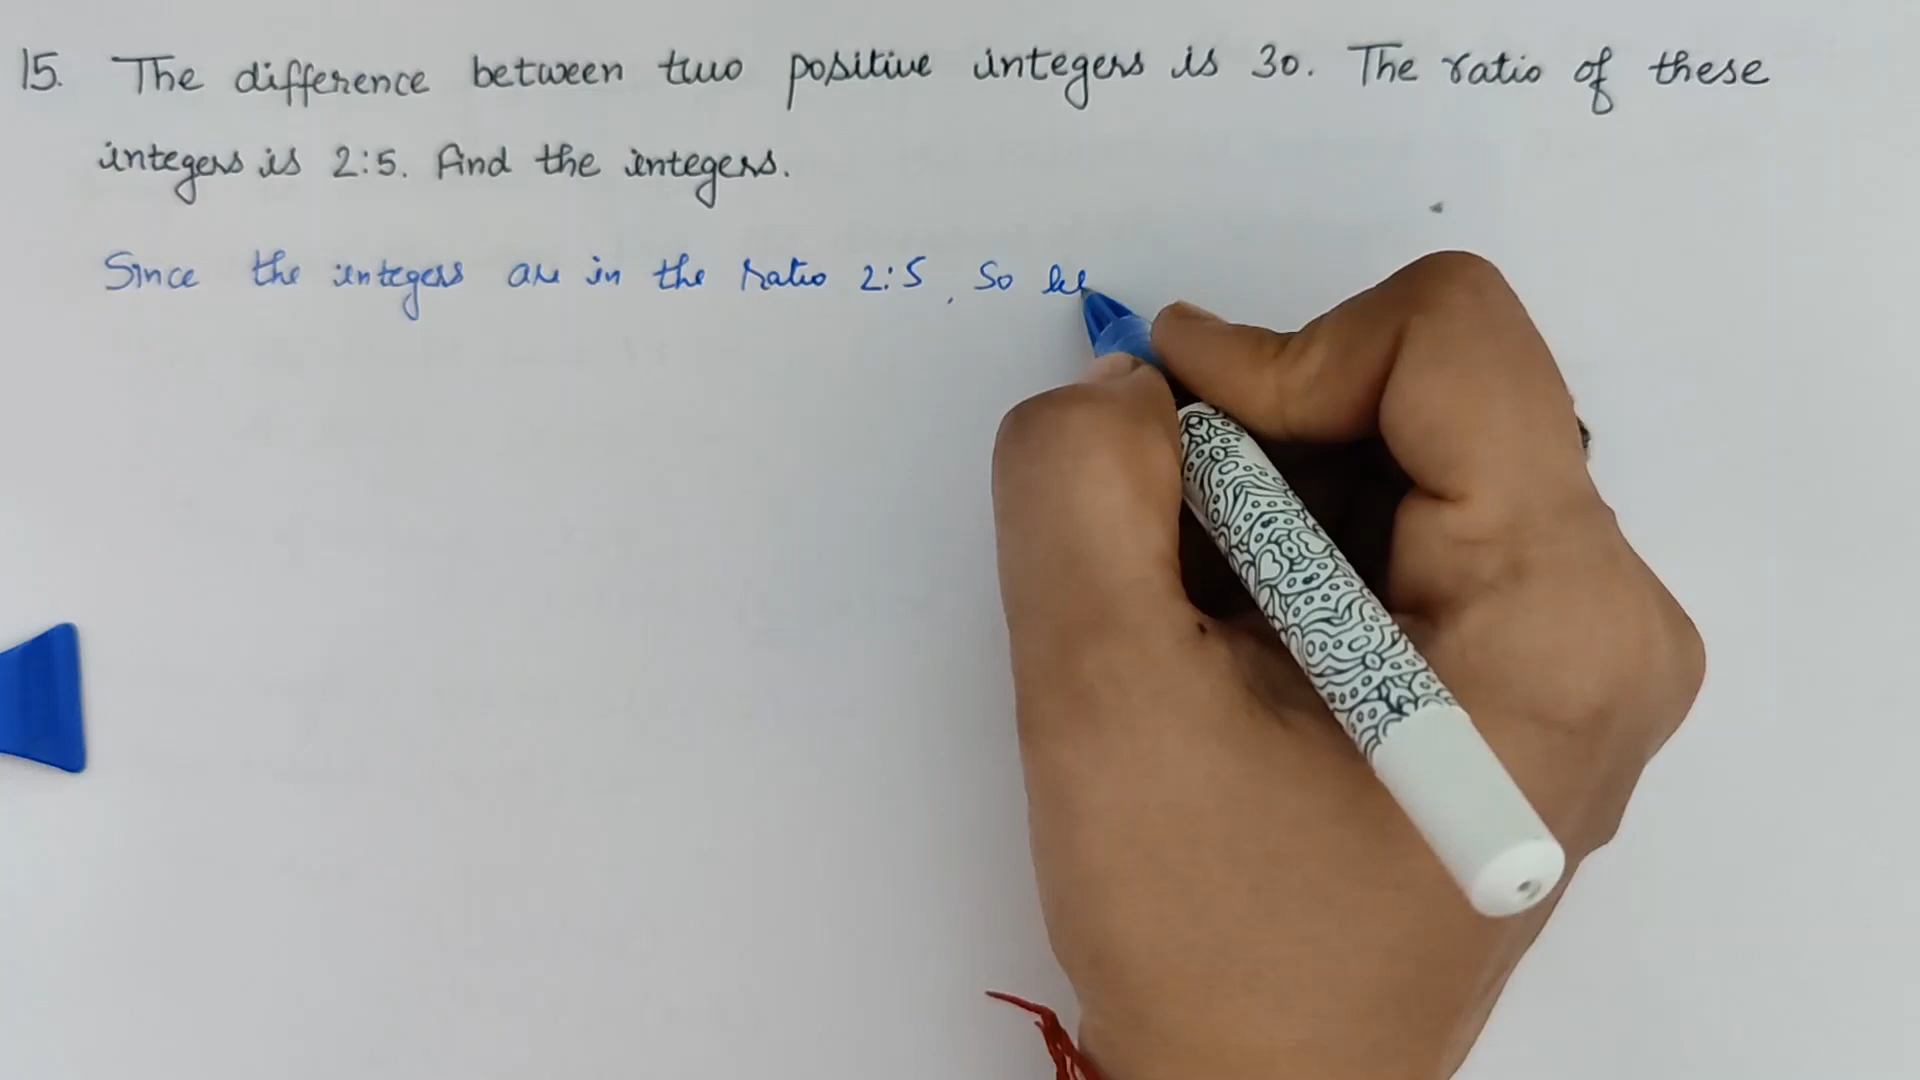 15. The difference between two positive integers is 30. The ratio of these
integers is 2:5. Find the integers.
Since the integers are in the ratio 2:5, So let